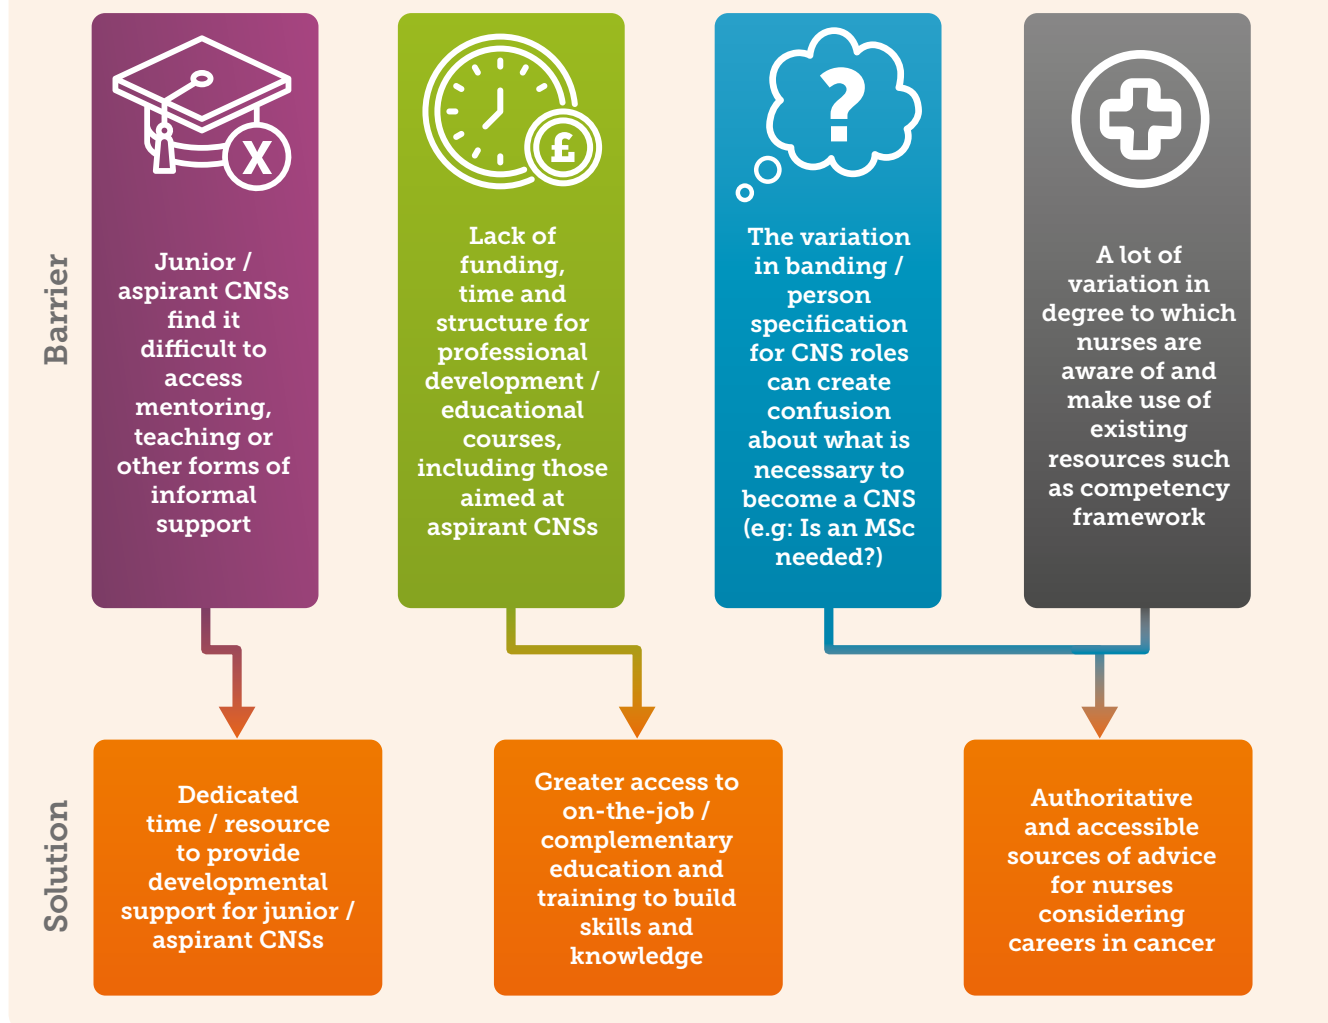 Barrier
X
Junior /
aspirant CNSs
find it
difficult to
access
mentoring,
teaching or
other forms of
informal
support
£
Lack of
funding,
time and
structure for
professional
development /
educational
courses,
including those
aimed at
aspirant CNSs
?
The variation
in banding /
person
specification
for CNS roles
can create
confusion
about what is
necessary to
become a CNS
(e.g: Is an MSc
needed?)
A lot of
variation in
degree to which
nurses are
aware of and
make use of
existing
resources such
as competency
framework
Solution
Dedicated
time / resource
to provide
developmental
support for junior /
aspirant CNSs
Greater access to
on-the-job /
complementary
education and
training to build
skills and
knowledge
Authoritative
and accessible
sources of advice
for nurses
considering
careers in cancer